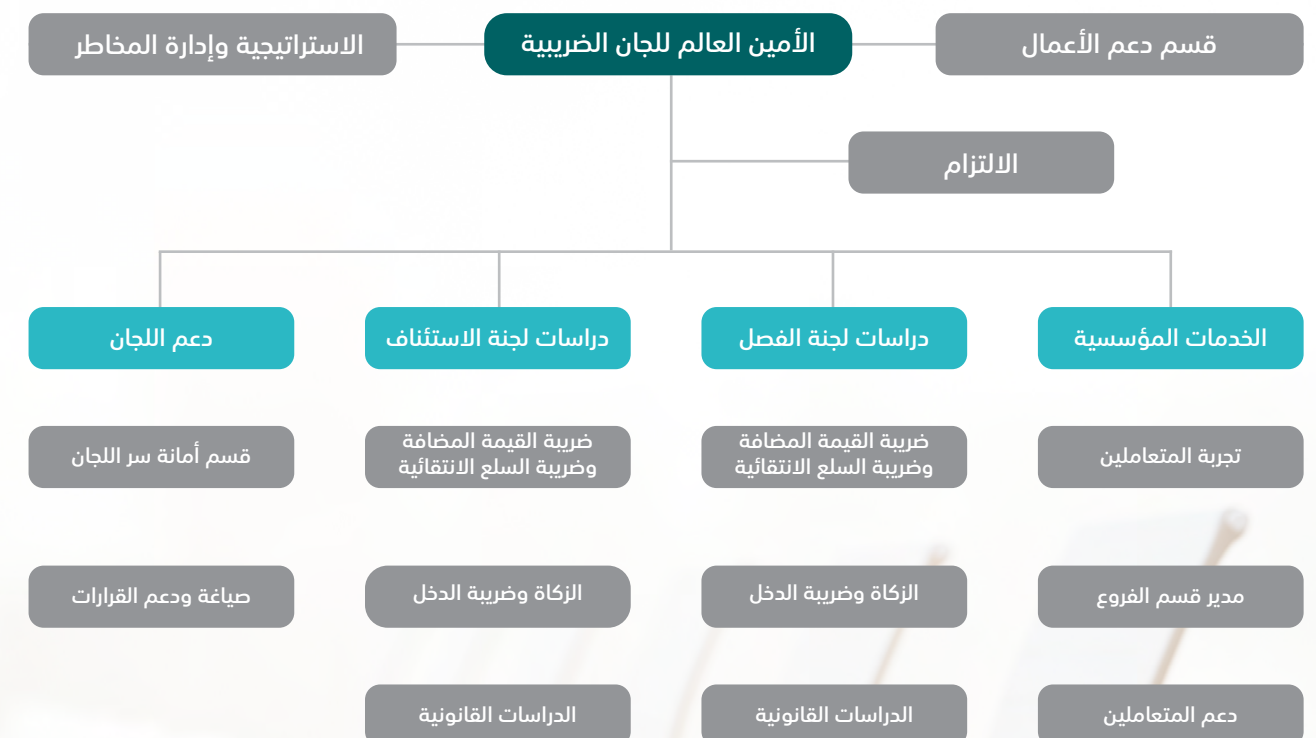 قسم دعم الأعمال
الأمين العالم للجان الضريبية
الاستراتيجية وإدارة المخاطر
الالتزام
الخدمات المؤسسية
دراسات لجنة الفصل
دراسات لجنة الاستئناف
دعم اللجان
تجربة المتعاملين
ضريبة القيمة المضافة
وضريبة السلع الانتقائية
ضريبة القيمة المضافة
وضريبة السلع الانتقائية
قسم أمانة سر اللجان
مدير قسم الفروع
الزكاة وضريبة الدخل
الزكاة وضريبة الدخل
صياغة ودعم القرارات
دعم المتعاملين
الدراسات القانونية
الدراسات القانونية